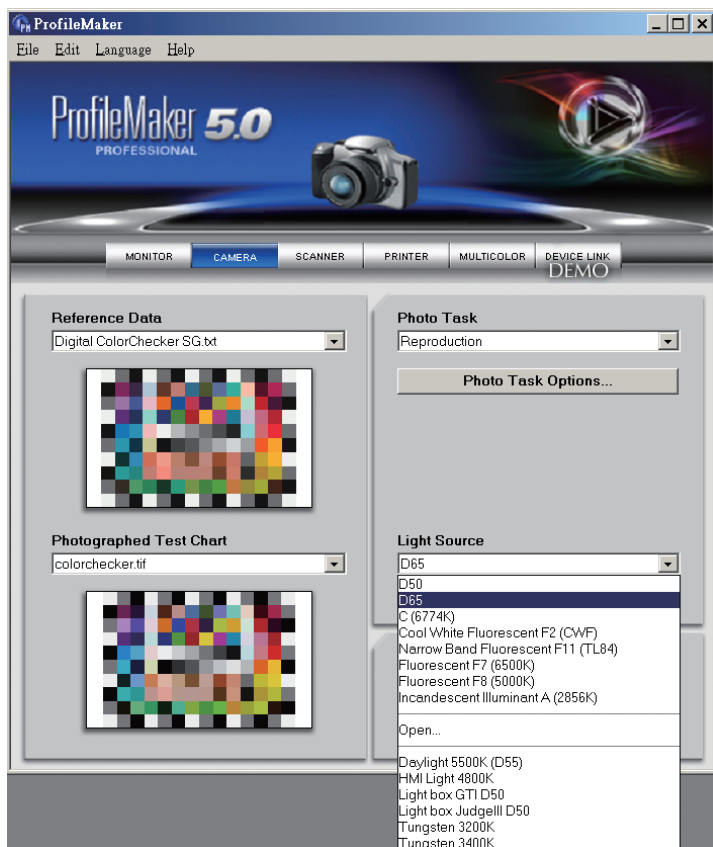 ProfileMaker
File Edit Language Help
ProfileMaker 5.0
PROFESSIONAL
MONITOR CAMERA SCANNER PRINTER MULTICOLOR DEVICE LINK
DEMO
Reference Data
Digital ColorChecker SG.txt
Photographed Test Chart
colorchecker.tif
Photo Task
Reproduction
Photo Task Options...
Light Source
D65
D50
D65
C (6774K)
Cool White Fluorescent F2 (CWF)
Narrow Band Fluorescent F11 (TL84)
Fluorescent F7 (6500K)
Fluorescent F8 (5000K)
Incandescent Illuminant A (2856K)
Open...
Daylight 5500K (D55)
HMI Light 4800K
Light box GTI D50
Light box JudgeIII D50
Tungsten 3200K
Tungsten 3400K